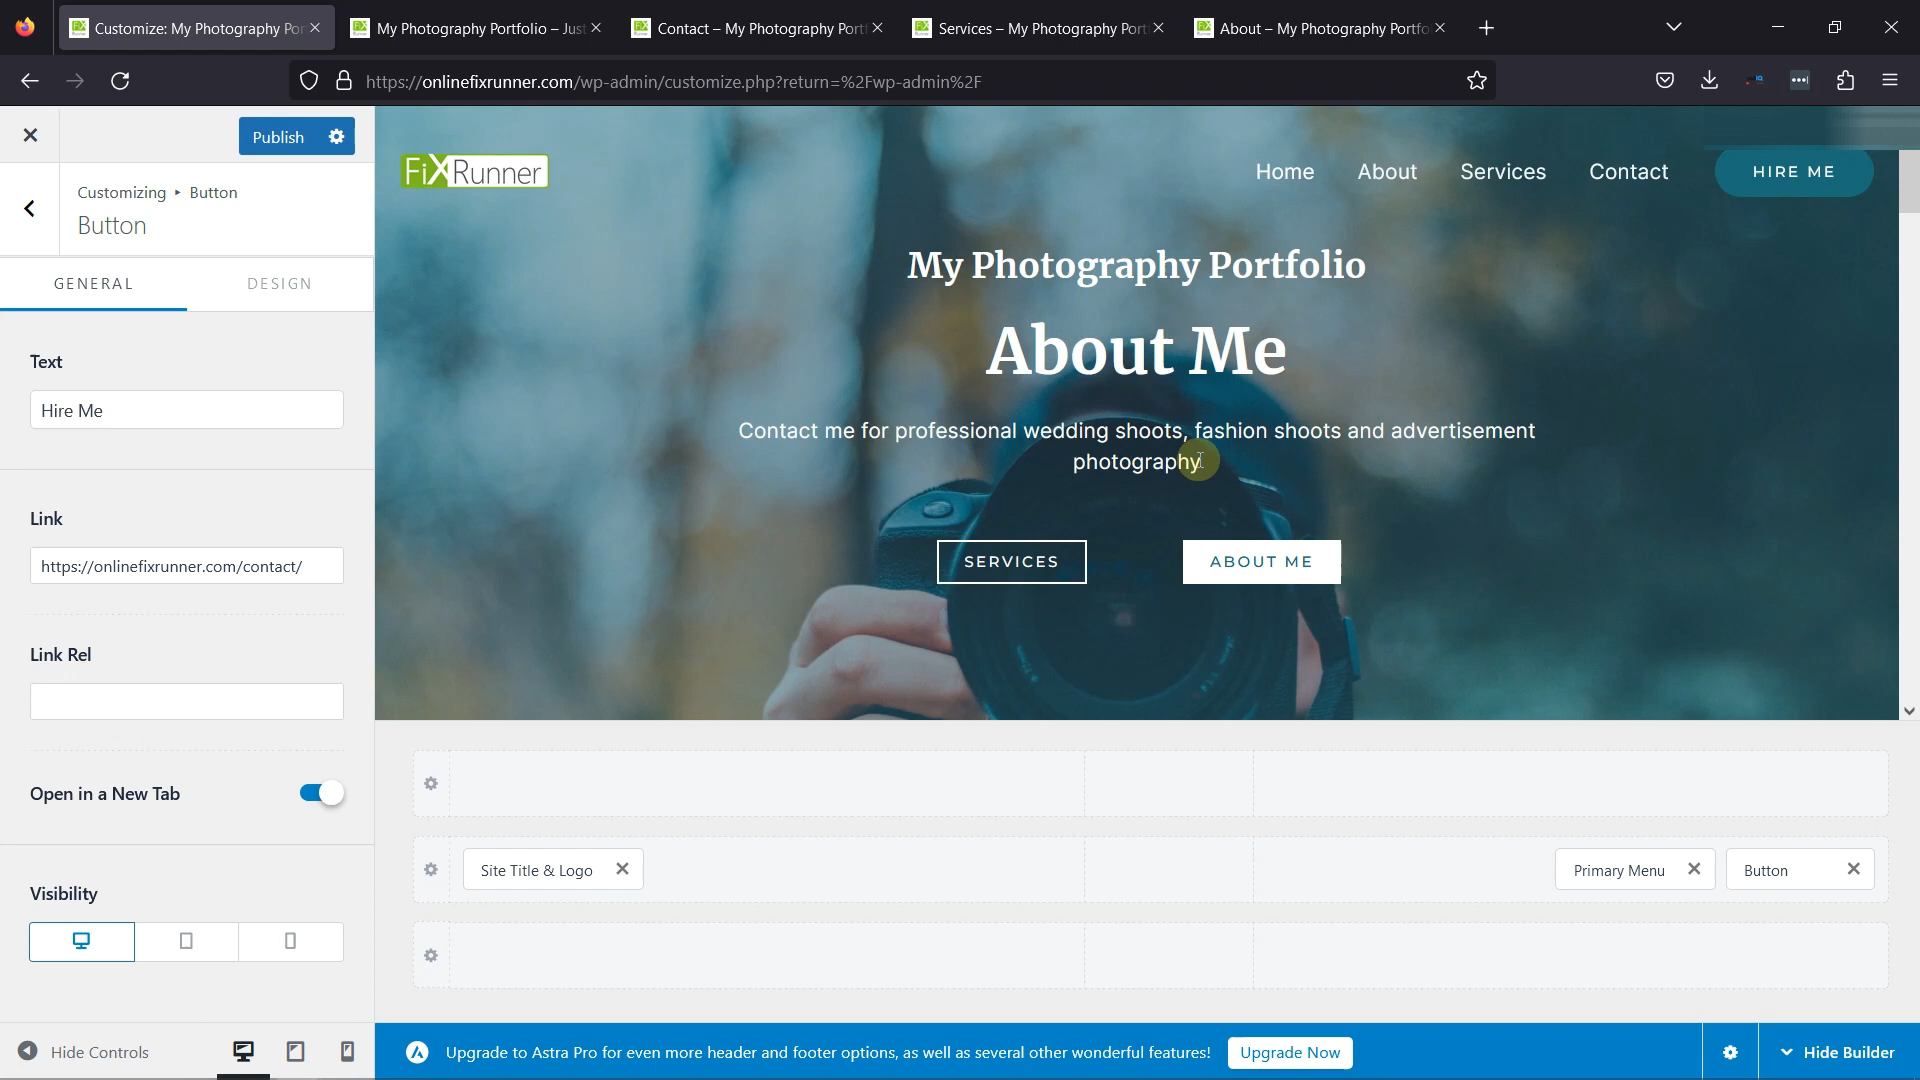 Customize: My Photography Por
My Photography Portfolio – Just
Contact – My Photography Portf
Services – My Photography Port
About – My Photography Portfo
https://onlinefixrunner.com/wp-admin/customize.php?return=%2Fwp-admin%2F
Publish
Customizing ▸ Button
Button
GENERAL
DESIGN
Text
Hire Me
Link
https://onlinefixrunner.com/contact/
Link Rel
Open in a New Tab
Visibility
Hide Controls
FiXRunner
Home
About
Services
Contact
HIRE ME
My Photography Portfolio
About Me
Contact me for professional wedding shoots, fashion shoots and advertisement
photography
SERVICES
ABOUT ME
Site Title & Logo
Primary Menu
Button
Upgrade to Astra Pro for even more header and footer options, as well as several other wonderful features!
Upgrade Now
Hide Builder